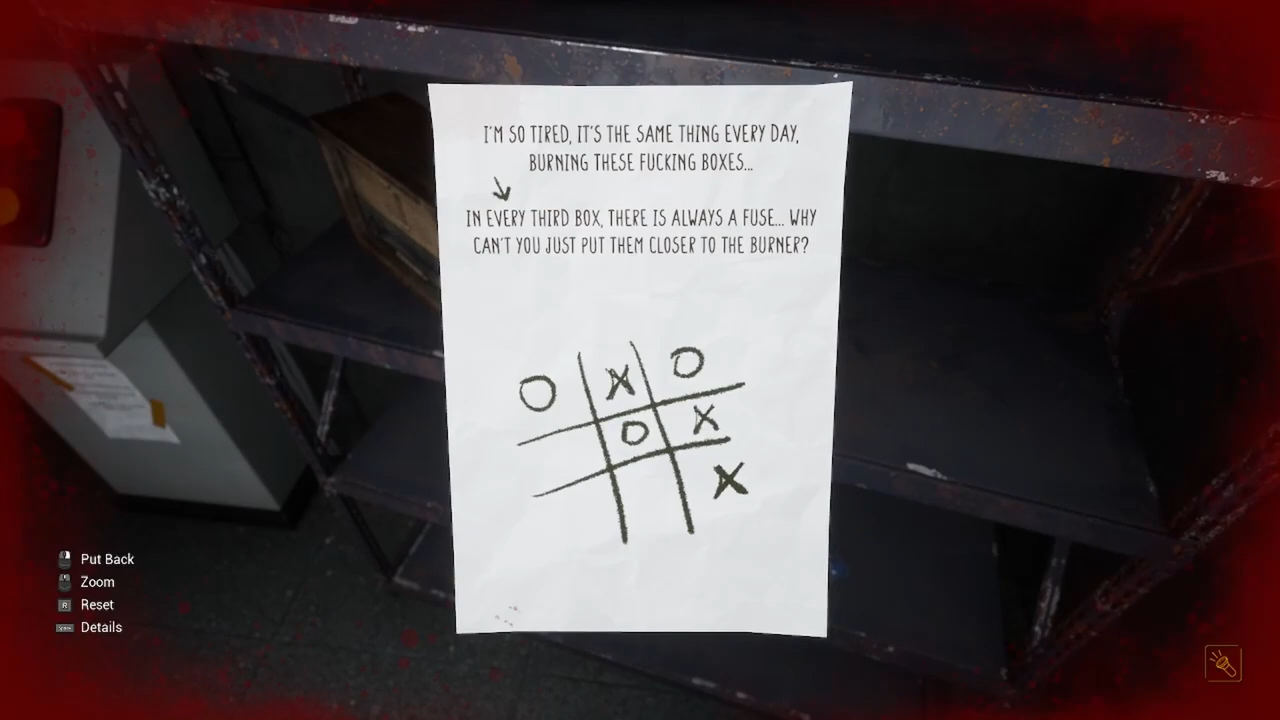 I'M SO TIRED, IT'S THE SAME THING EVERY DAY,
BURNING THESE FUCKING BOXES...
IN EVERY THIRD BOX, THERE IS ALWAYS A FUSE... WHY
CAN'T YOU JUST PUT THEM CLOSER TO THE BURNER?
O X O
O X
X
Put Back
Zoom
R Reset
Details